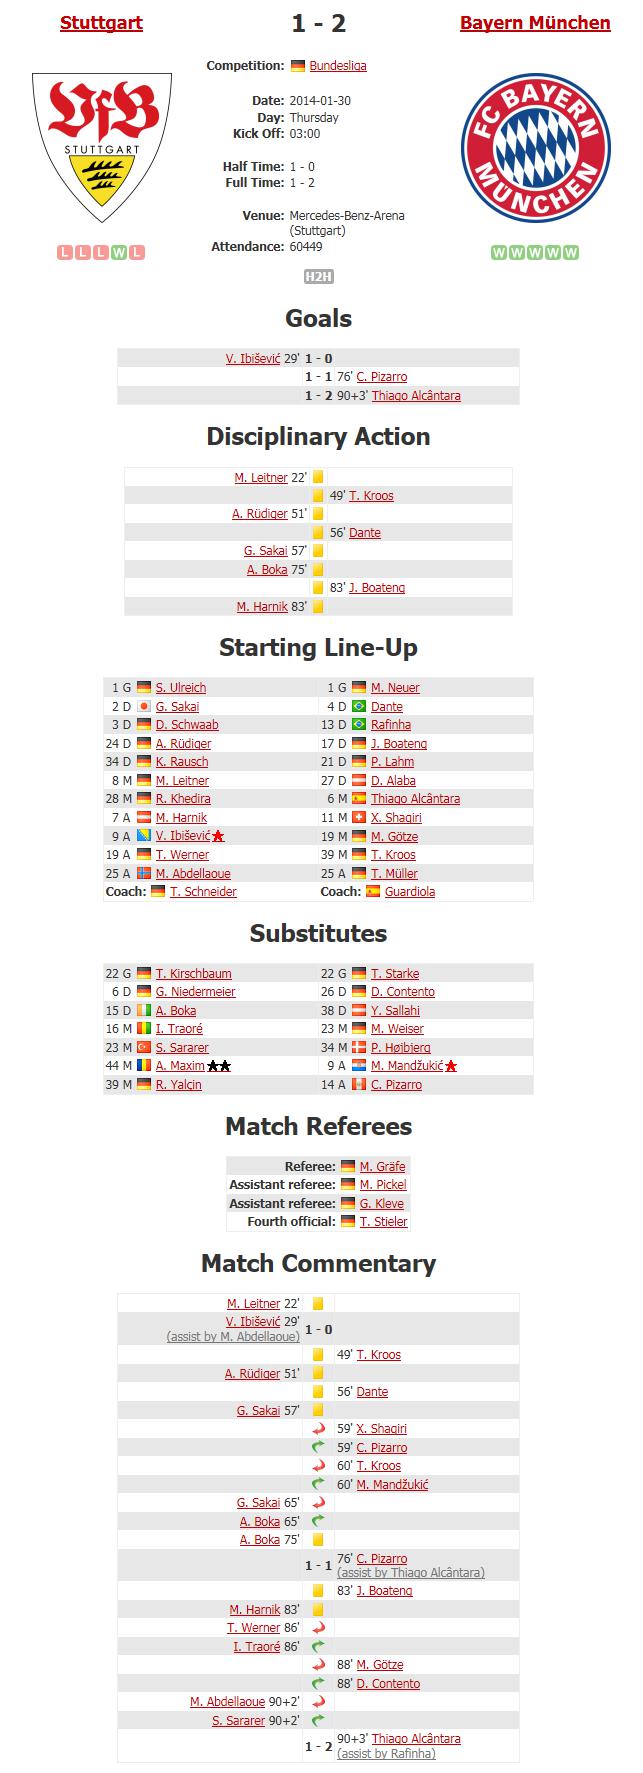 Stuttgart 1 - 2 Bayern München
Competition: Bundesliga
Date: 2014-01-30
Day: Thursday
Kick Off: 03:00
Half Time: 1 - 0
Full Time: 1 - 2
Venue: Mercedes-Benz-Arena
(Stuttgart)
Attendance: 60449
VfB
STUTTGART
FC BAYERN
MÜNCHEN
L L L W L
W W W W W
H2H
Goals
V. Ibišević 29' 1 - 0
1 - 1 76' C. Pizarro
1 - 2 90+3' Thiago Alcântara
Disciplinary Action
M. Leitner 22'
49' T. Kroos
A. Rüdiger 51'
56' Dante
G. Sakai 57'
A. Boka 75'
83' J. Boateng
M. Harnik 83'
Starting Line-Up
1 G S. Ulreich 1 G M. Neuer
2 D G. Sakai 4 D Dante
3 D D. Schwaab 13 D Rafinha
24 D A. Rüdiger 17 D J. Boateng
34 D K. Rausch 21 D P. Lahm
8 M M. Leitner 27 D D. Alaba
28 M R. Khedira 6 M Thiago Alcântara
7 A M. Harnik 11 M X. Shaqiri
9 A V. Ibišević 19 M M. Götze
19 A T. Werner 39 M T. Kroos
25 A M. Abdellaoue 25 A T. Müller
Coach: T. Schneider Coach: Guardiola
Substitutes
22 G T. Kirschbaum 22 G T. Starke
6 D G. Niedermeier 26 D D. Contento
15 D A. Boka 38 D Y. Sallahi
16 M I. Traoré 23 M M. Weiser
23 M S. Sararer 34 M P. Højbjerg
44 M A. Maxim 9 A M. Mandžukić
39 M R. Yalçin 14 A C. Pizarro
Match Referees
Referee: M. Gräfe
Assistant referee: M. Pickel
Assistant referee: G. Kleve
Fourth official: T. Stieler
Match Commentary
M. Leitner 22'
V. Ibišević 29' 1 - 0
(assist by M. Abdellaoue)
49' T. Kroos
A. Rüdiger 51'
56' Dante
G. Sakai 57'
59' X. Shaqiri
59' C. Pizarro
60' T. Kroos
60' M. Mandžukić
G. Sakai 65'
A. Boka 65'
A. Boka 75'
1 - 1 76' C. Pizarro
(assist by Thiago Alcântara)
83' J. Boateng
M. Harnik 83'
T. Werner 86'
I. Traoré 86'
88' M. Götze
88' D. Contento
M. Abdellaoue 90+2'
S. Sararer 90+2'
1 - 2 90+3' Thiago Alcântara
(assist by Rafinha)